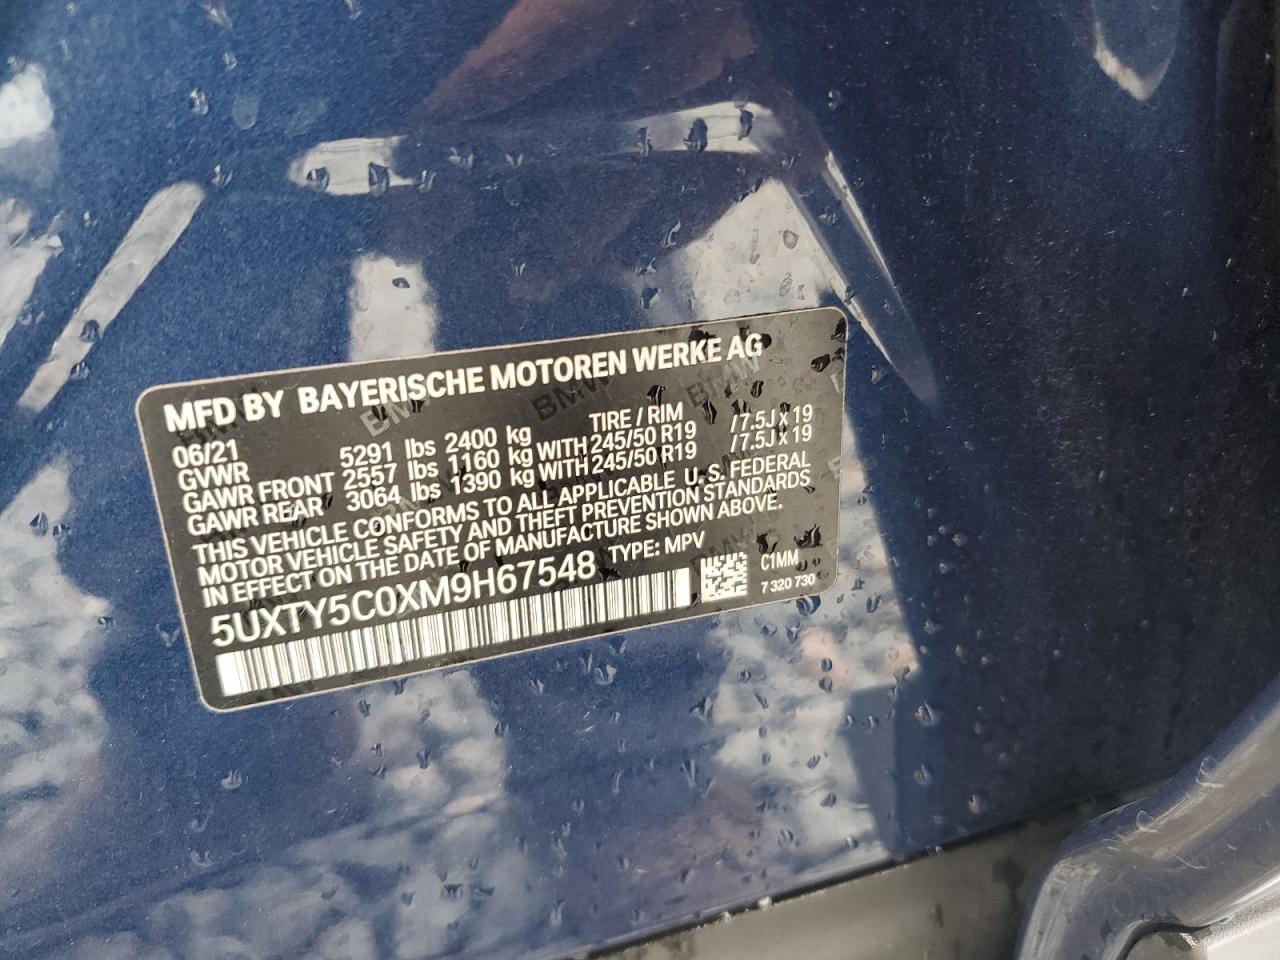 MFD BY BAYERISCHE MOTOREN WERKE AG
06/21 TIRE / RIM
GVWR 5291 lbs 2400 kg WITH 245/50 R19 /7.5J x 19
GAWR FRONT 2557 lbs 1160 kg WITH 245/50 R19 /7.5J x 19
GAWR REAR 3064 lbs 1390 kg
THIS VEHICLE CONFORMS TO ALL APPLICABLE U.S. FEDERAL
MOTOR VEHICLE SAFETY AND THEFT PREVENTION STANDARDS
IN EFFECT ON THE DATE OF MANUFACTURE SHOWN ABOVE.
5UXTY5C0XM9H67548 TYPE: MPV
C1MM
7 320 730